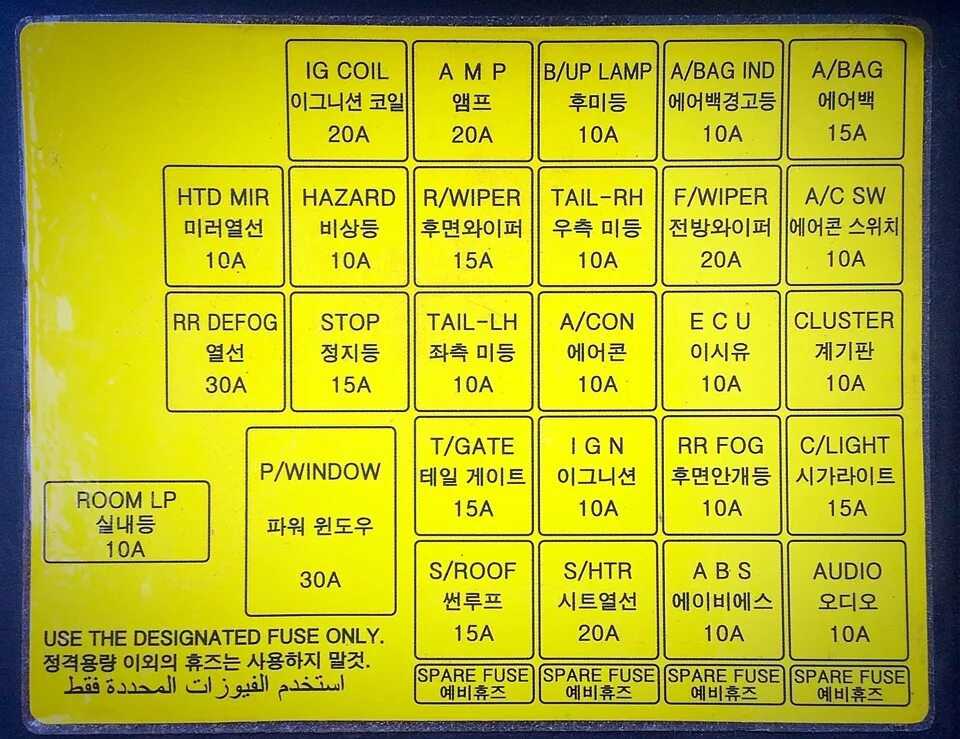 IG COIL
이그니션 코일
20A
A M P
앰프
20A
B/UP LAMP
후미등
10A
A/BAG IND
에어백경고등
10A
A/BAG
에어백
15A
HTD MIR
미러열선
10A
HAZARD
비상등
10A
R/WIPER
후면와이퍼
15A
TAIL-RH
우측 미등
10A
F/WIPER
전방와이퍼
20A
A/C SW
에어콘 스위치
10A
RR DEFOG
열선
30A
STOP
정지등
15A
TAIL-LH
좌측 미등
10A
A/CON
에어콘
10A
E C U
이시유
10A
CLUSTER
계기판
10A
ROOM LP
실내등
10A
P/WINDOW
파워 윈도우
30A
T/GATE
테일 게이트
15A
I G N
이그니션
10A
RR FOG
후면안개등
10A
C/LIGHT
시가라이트
15A
S/ROOF
썬루프
15A
S/HTR
시트열선
20A
A B S
에이비에스
10A
AUDIO
오디오
10A
SPARE FUSE
예비휴즈
SPARE FUSE
예비휴즈
SPARE FUSE
예비휴즈
SPARE FUSE
예비휴즈
USE THE DESIGNATED FUSE ONLY.
정격용량 이외의 휴즈는 사용하지 말것.
استخدم الفيوزات المحددة فقط